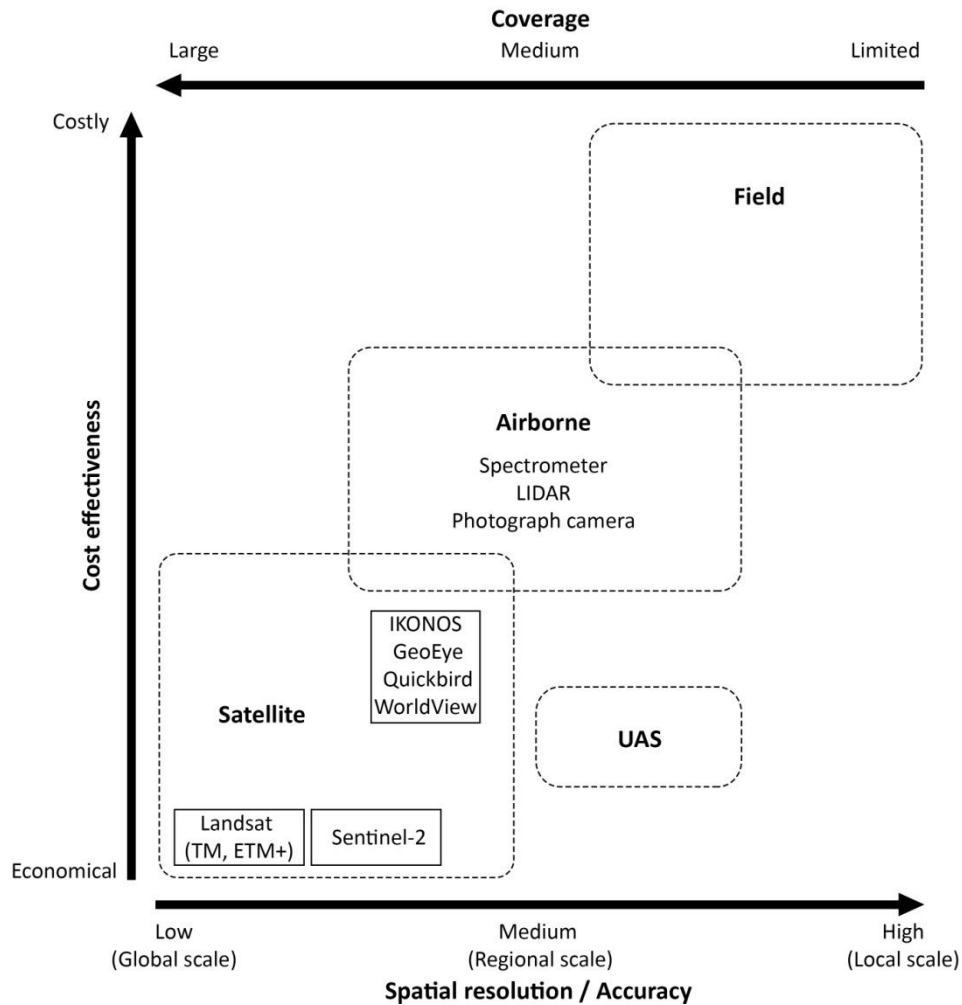 Coverage
Large Medium Limited
Costly
Field
Airborne
Spectrometer
LIDAR
Photograph camera
Cost effectiveness
IKONOS
GeoEye
Quickbird
WorldView
Satellite
UAS
Landsat
(TM, ETM+)
Sentinel-2
Economical
Low Medium High
(Global scale) (Regional scale) (Local scale)
Spatial resolution / Accuracy